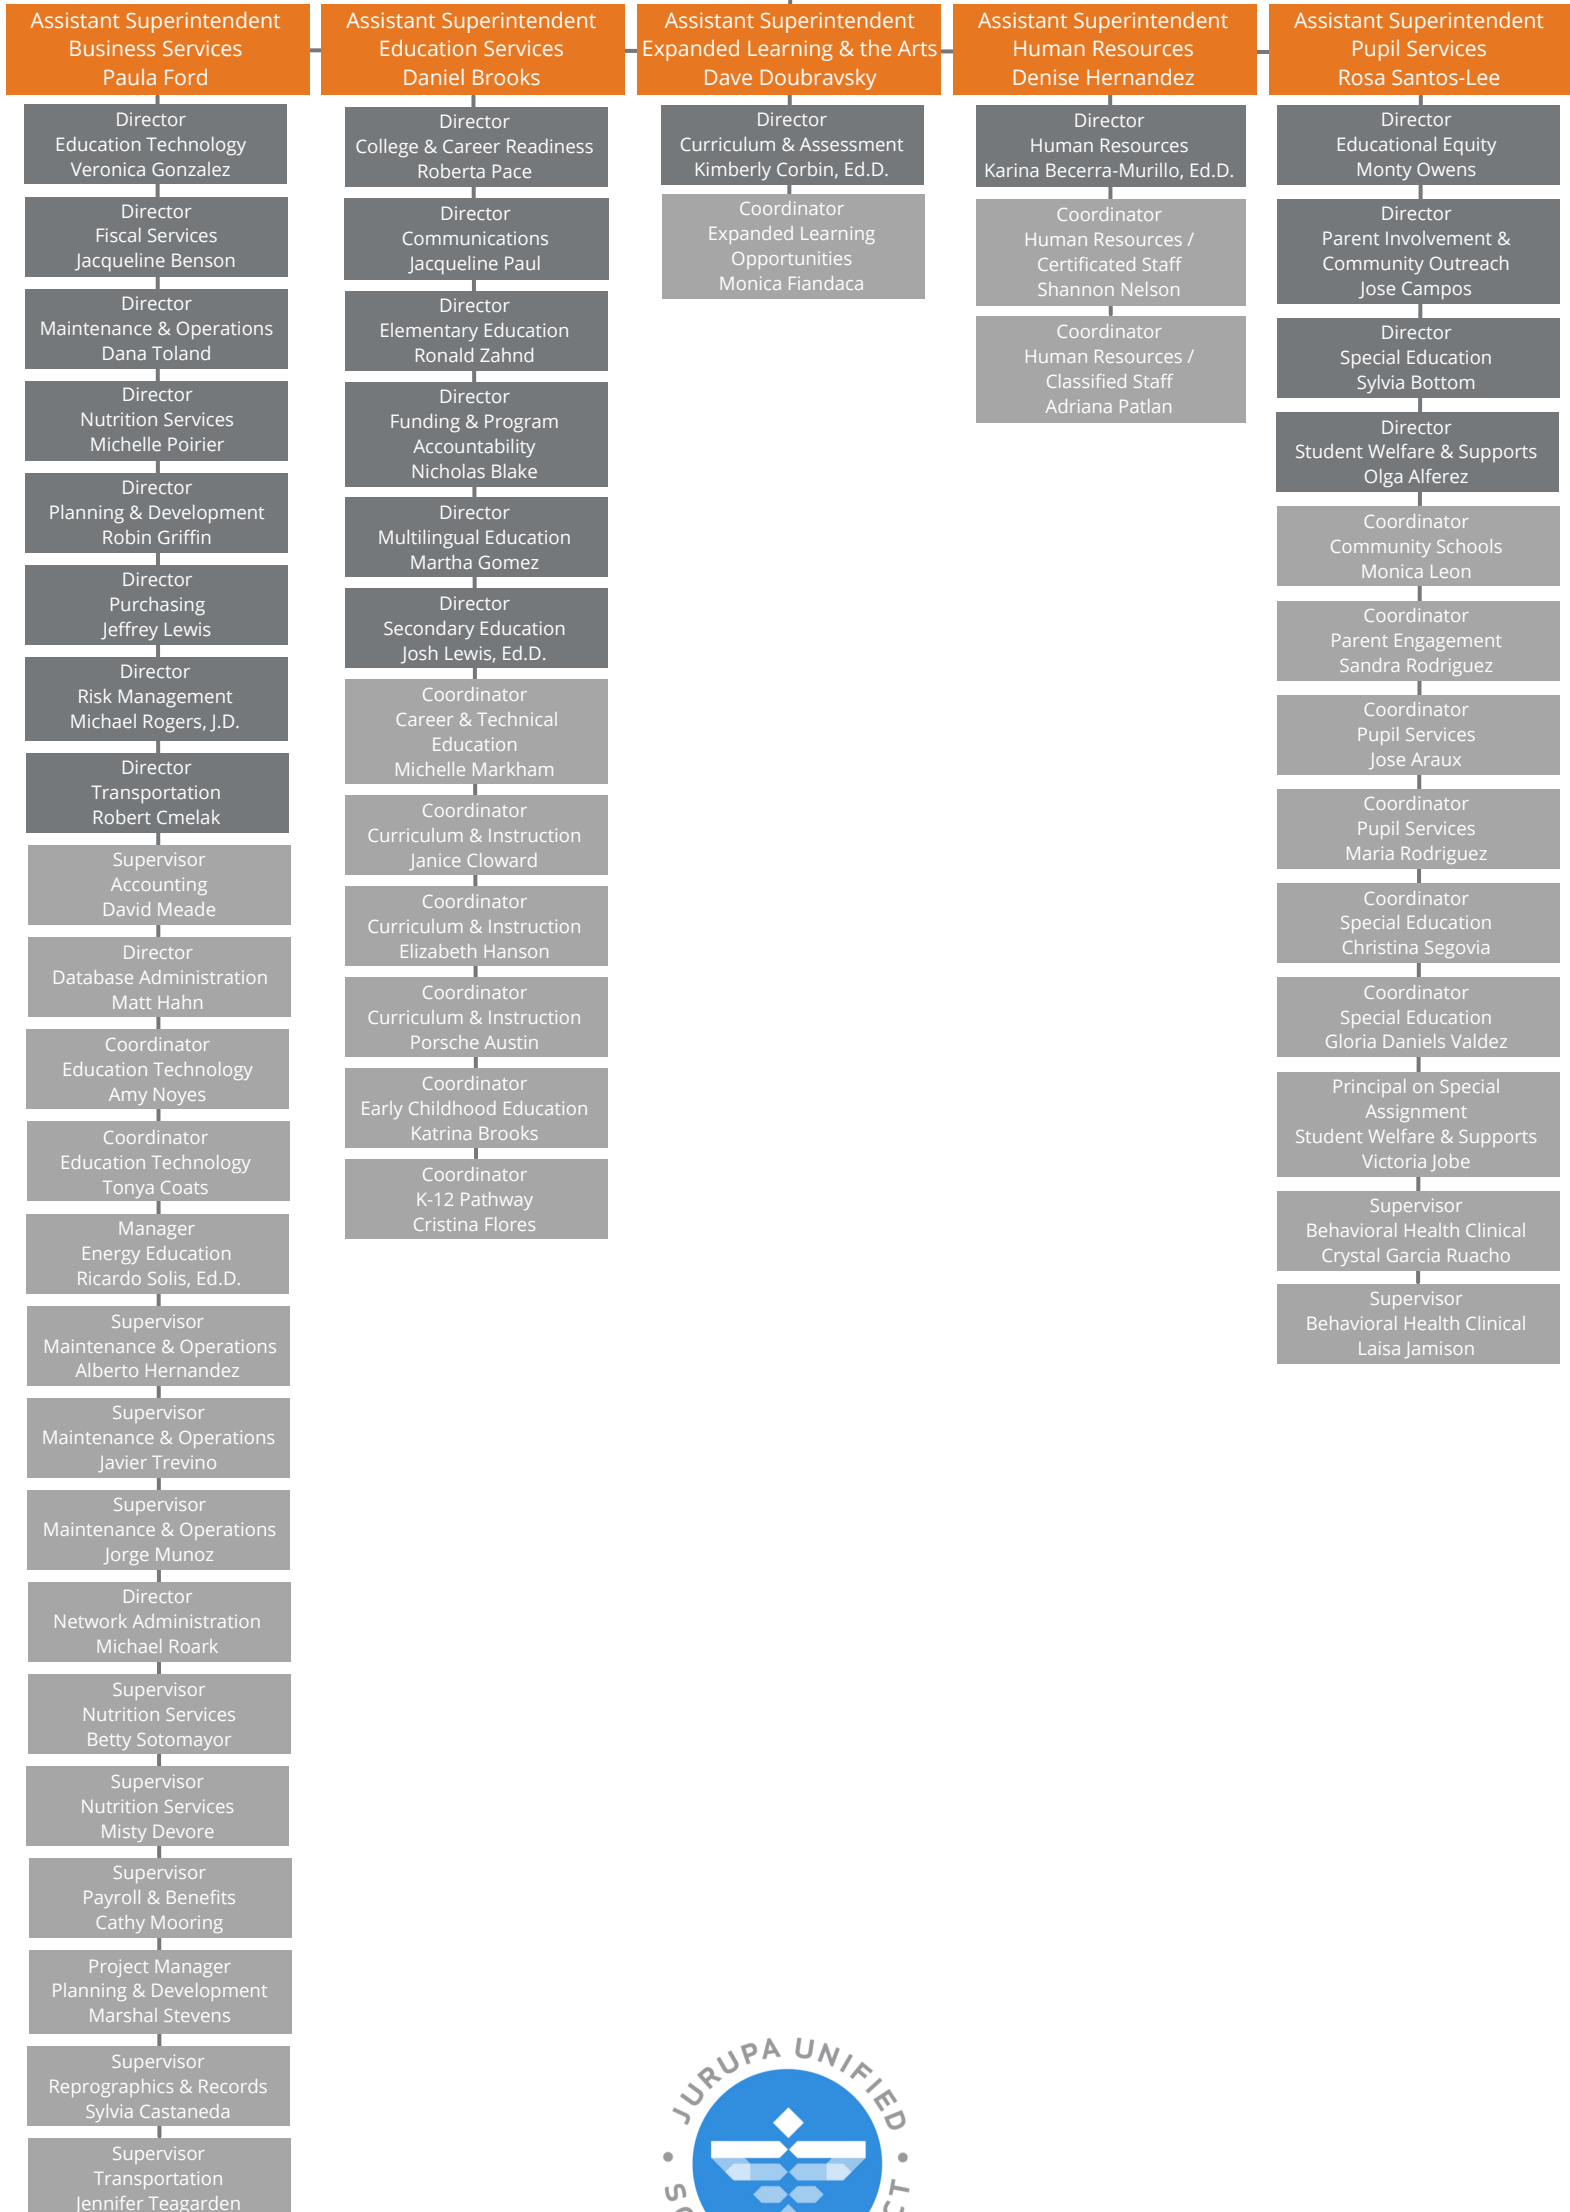 Assistant Superintendent
Business Services
Paula Ford
Director
Education Technology
Veronica Gonzalez
Director
Fiscal Services
Jacqueline Benson
Director
Maintenance & Operations
Dana Toland
Director
Nutrition Services
Michelle Poirier
Director
Planning & Development
Robin Griffin
Director
Purchasing
Jeffrey Lewis
Director
Risk Management
Michael Rogers, J.D.
Director
Transportation
Robert Cmelak
Supervisor
Accounting
David Meade
Director
Database Administration
Matt Hahn
Coordinator
Education Technology
Amy Noyes
Coordinator
Education Technology
Tonya Coats
Manager
Energy Education
Ricardo Solis, Ed.D.
Supervisor
Maintenance & Operations
Alberto Hernandez
Supervisor
Maintenance & Operations
Javier Trevino
Supervisor
Maintenance & Operations
Jorge Munoz
Director
Network Administration
Michael Roark
Supervisor
Nutrition Services
Betty Sotomayor
Supervisor
Nutrition Services
Misty Devore
Supervisor
Payroll & Benefits
Cathy Mooring
Project Manager
Planning & Development
Marshal Stevens
Supervisor
Reprographics & Records
Sylvia Castaneda
Supervisor
Transportation
Jennifer Teagarden
Assistant Superintendent
Education Services
Daniel Brooks
Director
College & Career Readiness
Roberta Pace
Director
Communications
Jacqueline Paul
Director
Elementary Education
Ronald Zahnd
Director
Funding & Program
Accountability
Nicholas Blake
Director
Multilingual Education
Martha Gomez
Director
Secondary Education
Josh Lewis, Ed.D.
Coordinator
Career & Technical
Education
Michelle Markham
Coordinator
Curriculum & Instruction
Janice Cloward
Coordinator
Curriculum & Instruction
Elizabeth Hanson
Coordinator
Curriculum & Instruction
Porsche Austin
Coordinator
Early Childhood Education
Katrina Brooks
Coordinator
K-12 Pathway
Cristina Flores
Assistant Superintendent
Expanded Learning & the Arts
Dave Doubravsky
Director
Curriculum & Assessment
Kimberly Corbin, Ed.D.
Coordinator
Expanded Learning
Opportunities
Monica Fiandaca
Assistant Superintendent
Human Resources
Denise Hernandez
Director
Human Resources
Karina Becerra-Murillo, Ed.D.
Coordinator
Human Resources /
Certificated Staff
Shannon Nelson
Coordinator
Human Resources /
Classified Staff
Adriana Patlan
Assistant Superintendent
Pupil Services
Rosa Santos-Lee
Director
Educational Equity
Monty Owens
Director
Parent Involvement &
Community Outreach
Jose Campos
Director
Special Education
Sylvia Bottom
Director
Student Welfare & Supports
Olga Alferez
Coordinator
Community Schools
Monica Leon
Coordinator
Parent Engagement
Sandra Rodriguez
Coordinator
Pupil Services
Jose Araux
Coordinator
Pupil Services
Maria Rodriguez
Coordinator
Special Education
Christina Segovia
Coordinator
Special Education
Gloria Daniels Valdez
Principal on Special
Assignment
Student Welfare & Supports
Victoria Jobe
Supervisor
Behavioral Health Clinical
Crystal Garcia Ruacho
Supervisor
Behavioral Health Clinical
Laisa Jamison
JURUPA UNIFIED